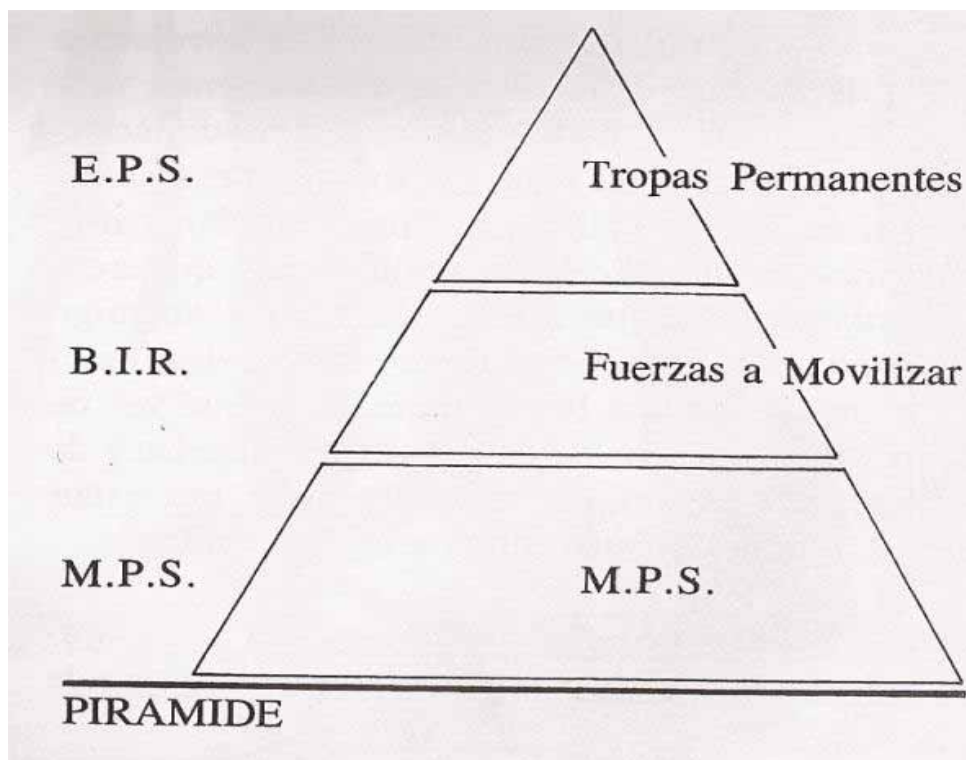 E.P.S. Tropas Permanentes
B.I.R. Fuerzas a Movilizar
M.P.S. M.P.S.
PIRAMIDE